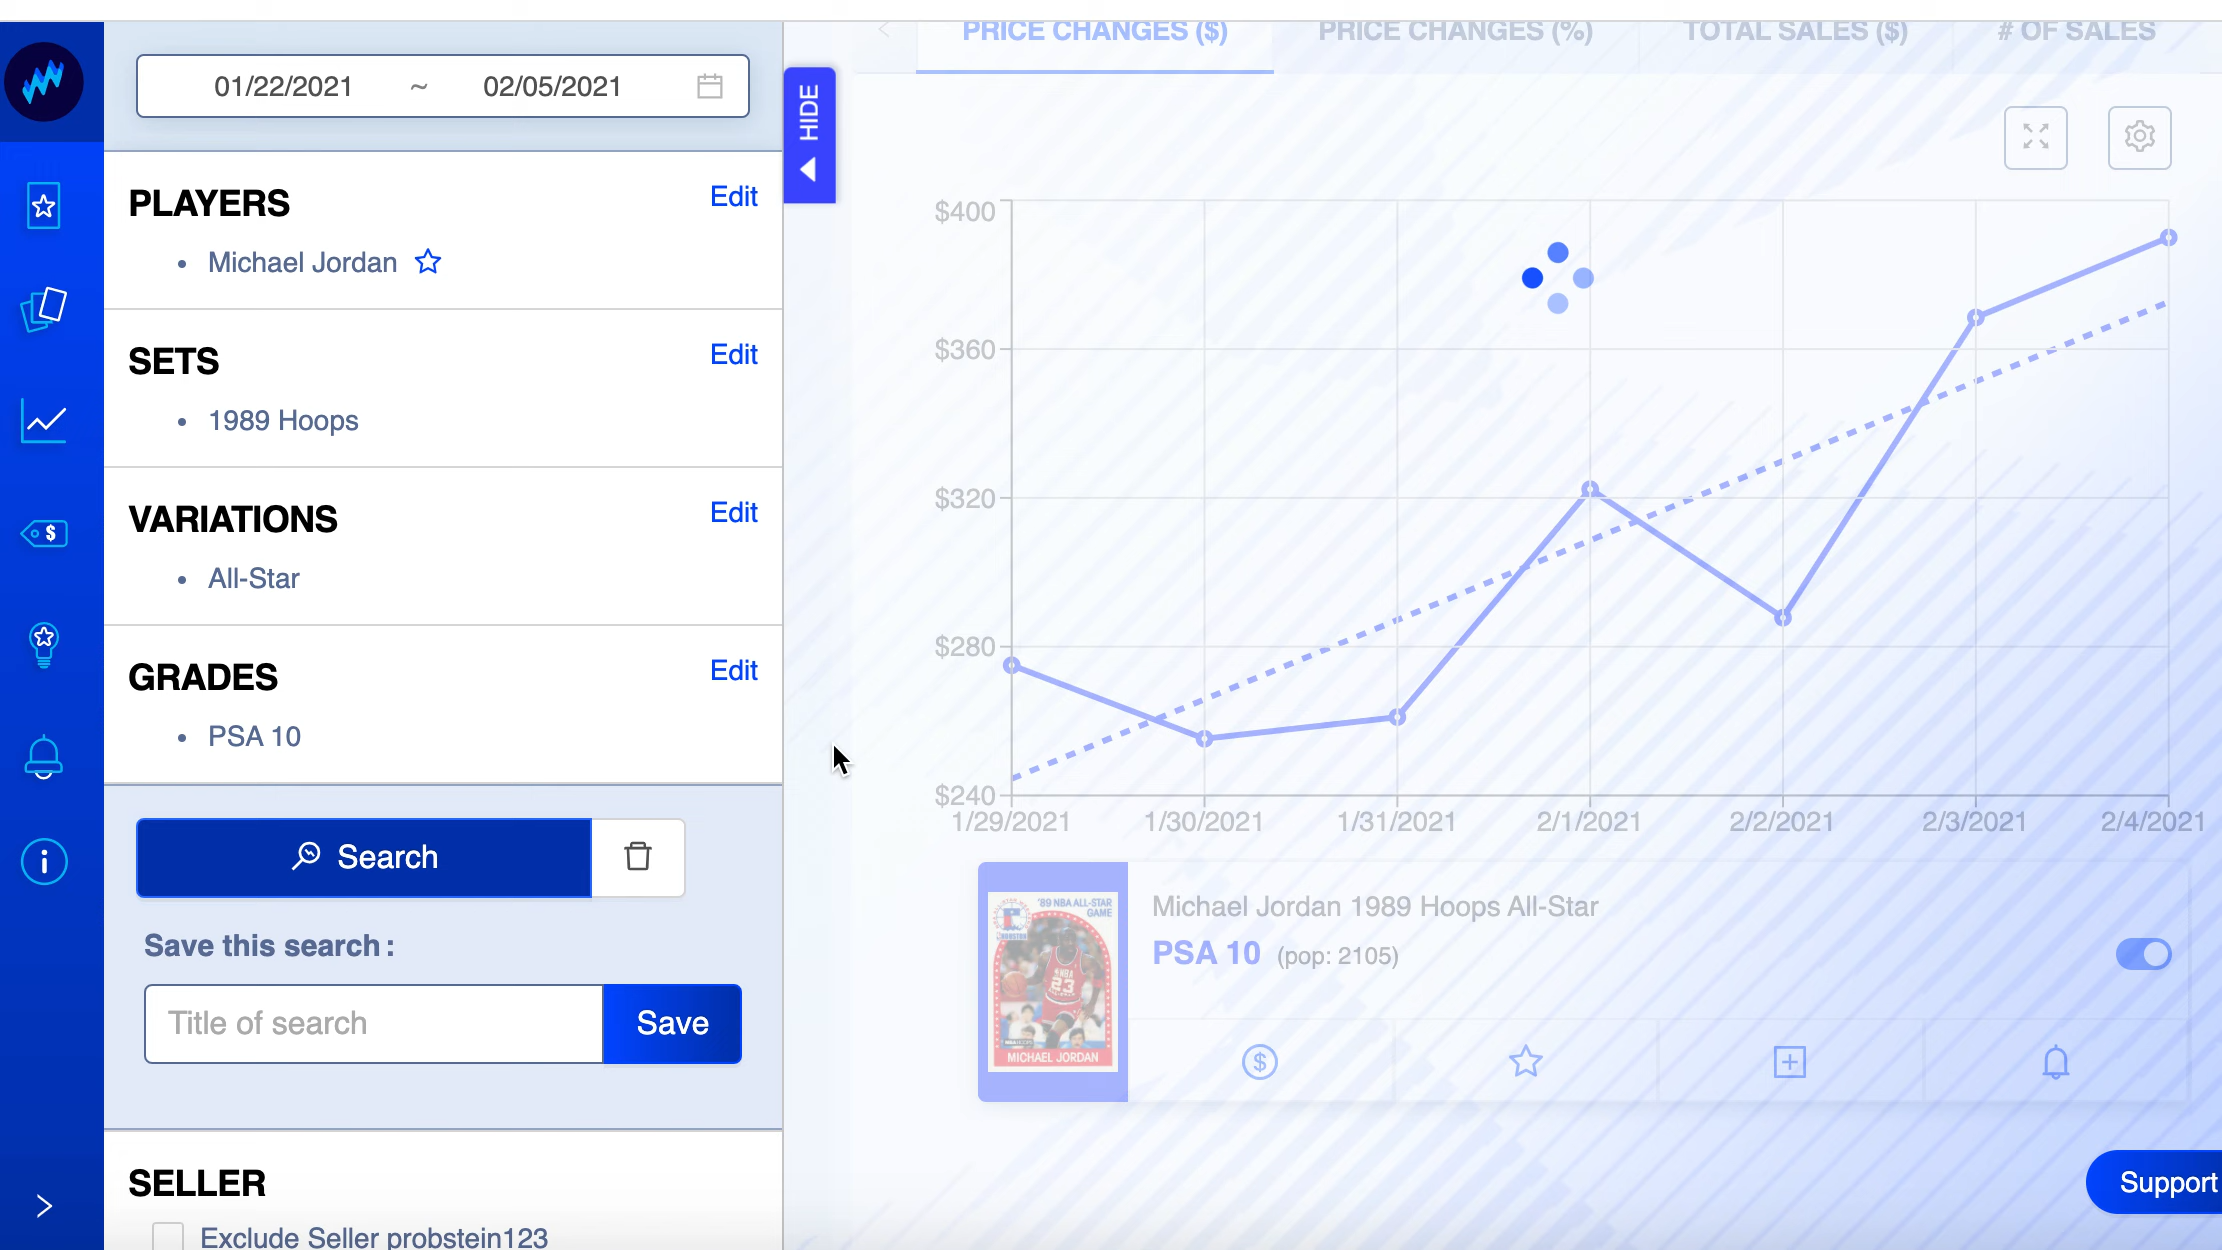 01/22/2021 ~ 02/05/2021
HIDE
PLAYERS
Edit
Michael Jordan
SETS
Edit
1989 Hoops
VARIATIONS
Edit
All-Star
GRADES
Edit
PSA 10
Search
Save this search :
Title of search
Save
SELLER
Exclude Seller probstein123
PRICE CHANGES ($)
PRICE CHANGES (%)
TOTAL SALES ($)
# OF SALES
$400
$360
$320
$280
$240
1/29/2021
1/30/2021
1/31/2021
2/1/2021
2/2/2021
2/3/2021
2/4/2021
'89 NBA ALL-STAR
GAME
NBA
23
MICHAEL JORDAN
Michael Jordan 1989 Hoops All-Star
PSA 10 (pop: 2105)
Support